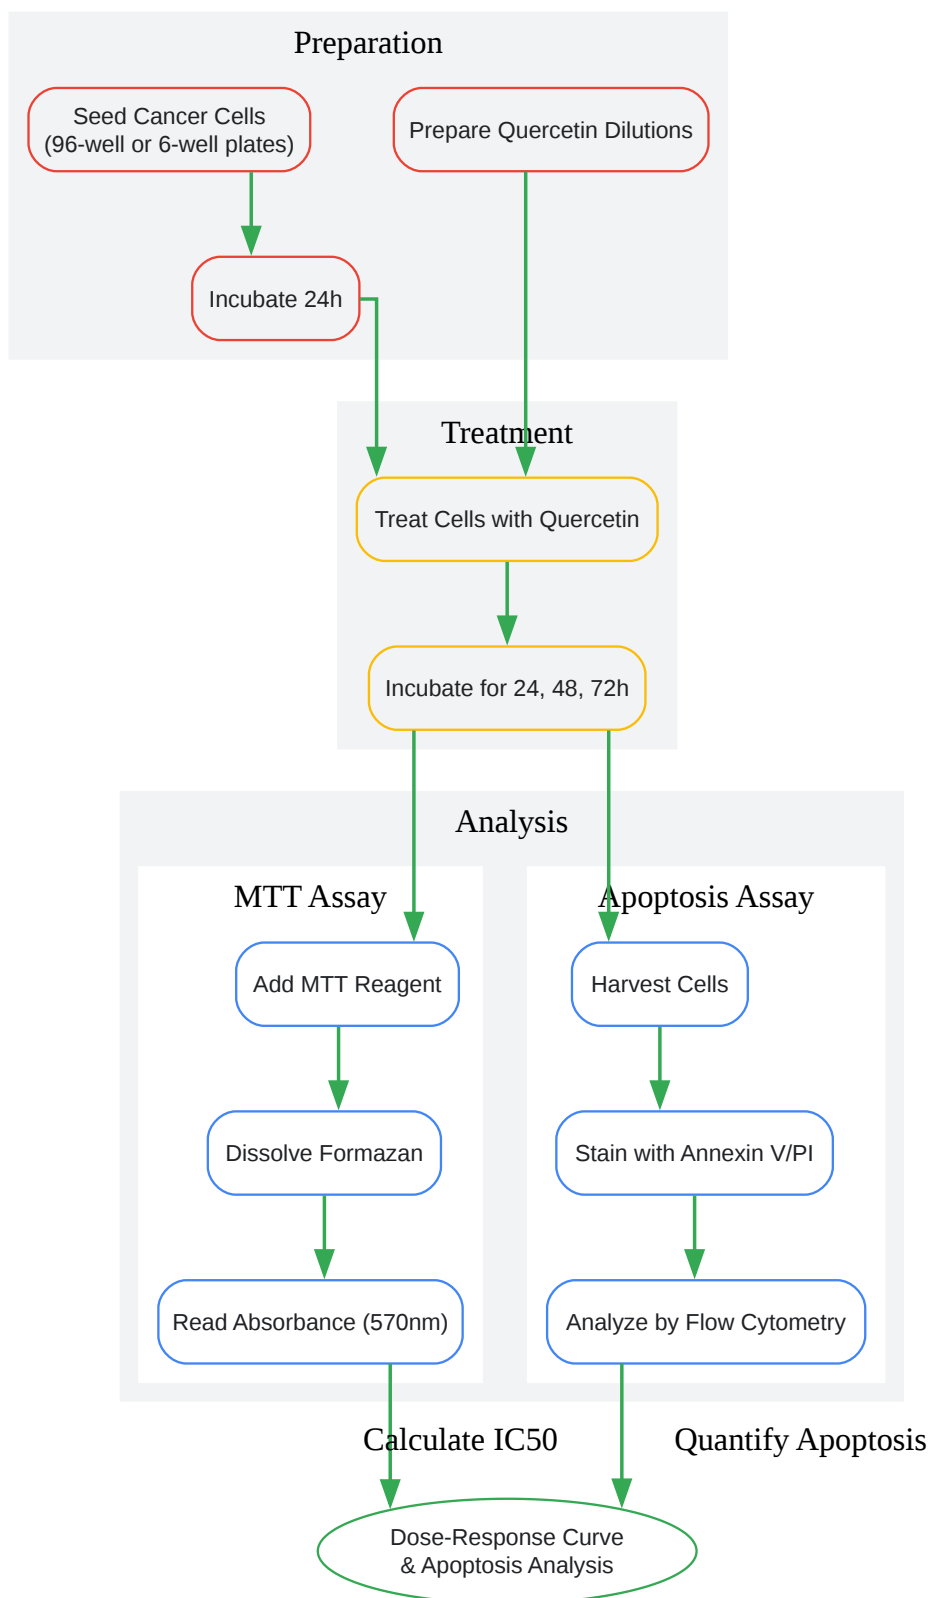 Preparation
Seed Cancer Cells
(96-well or 6-well plates)
Prepare Quercetin Dilutions
Incubate 24h
Treatment
Treat Cells with Quercetin
Incubate for 24, 48, 72h
Analysis
MTT Assay
Apoptosis Assay
Add MTT Reagent
Harvest Cells
Dissolve Formazan
Stain with Annexin V/PI
Read Absorbance (570nm)
Analyze by Flow Cytometry
Calculate IC50
Quantify Apoptosis
Dose-Response Curve
& Apoptosis Analysis